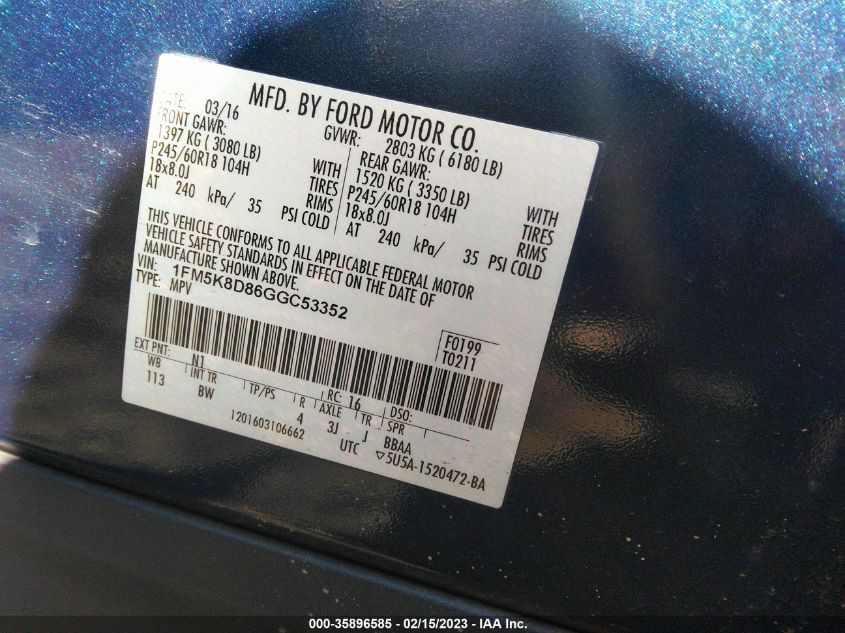 MFD. BY FORD MOTOR CO.
DATE: 03/16 GVWR: 2803 KG ( 6180 LB)
FRONT GAWR: REAR GAWR:
1397 KG ( 3080 LB) WITH 1520 KG ( 3350 LB) WITH
P245/60R18 104H TIRES P245/60R18 104H TIRES
18x8.0J RIMS 18x8.0J RIMS
AT 240 kPa/ 35 PSI COLD AT 240 kPa/ 35 PSI COLD
THIS VEHICLE CONFORMS TO ALL APPLICABLE FEDERAL MOTOR
VEHICLE SAFETY STANDARDS IN EFFECT ON THE DATE OF
MANUFACTURE SHOWN ABOVE.
VIN: 1FM5K8D86GGC53352
TYPE: MPV
F0199
T0211
EXT PNT: N1 RC: 16 DSO:
WB INT TR TP/PS R AXLE TR SPR
113 BW 4 3J J BBAA
1201603106662 UTC ▽5U5A-1520472-BA
000-35896585 - 02/15/2023 - IAA Inc.